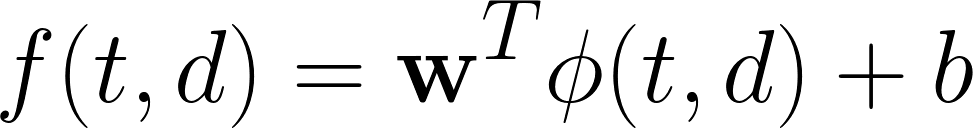 f(t, d) = w^T ϕ(t, d) + b